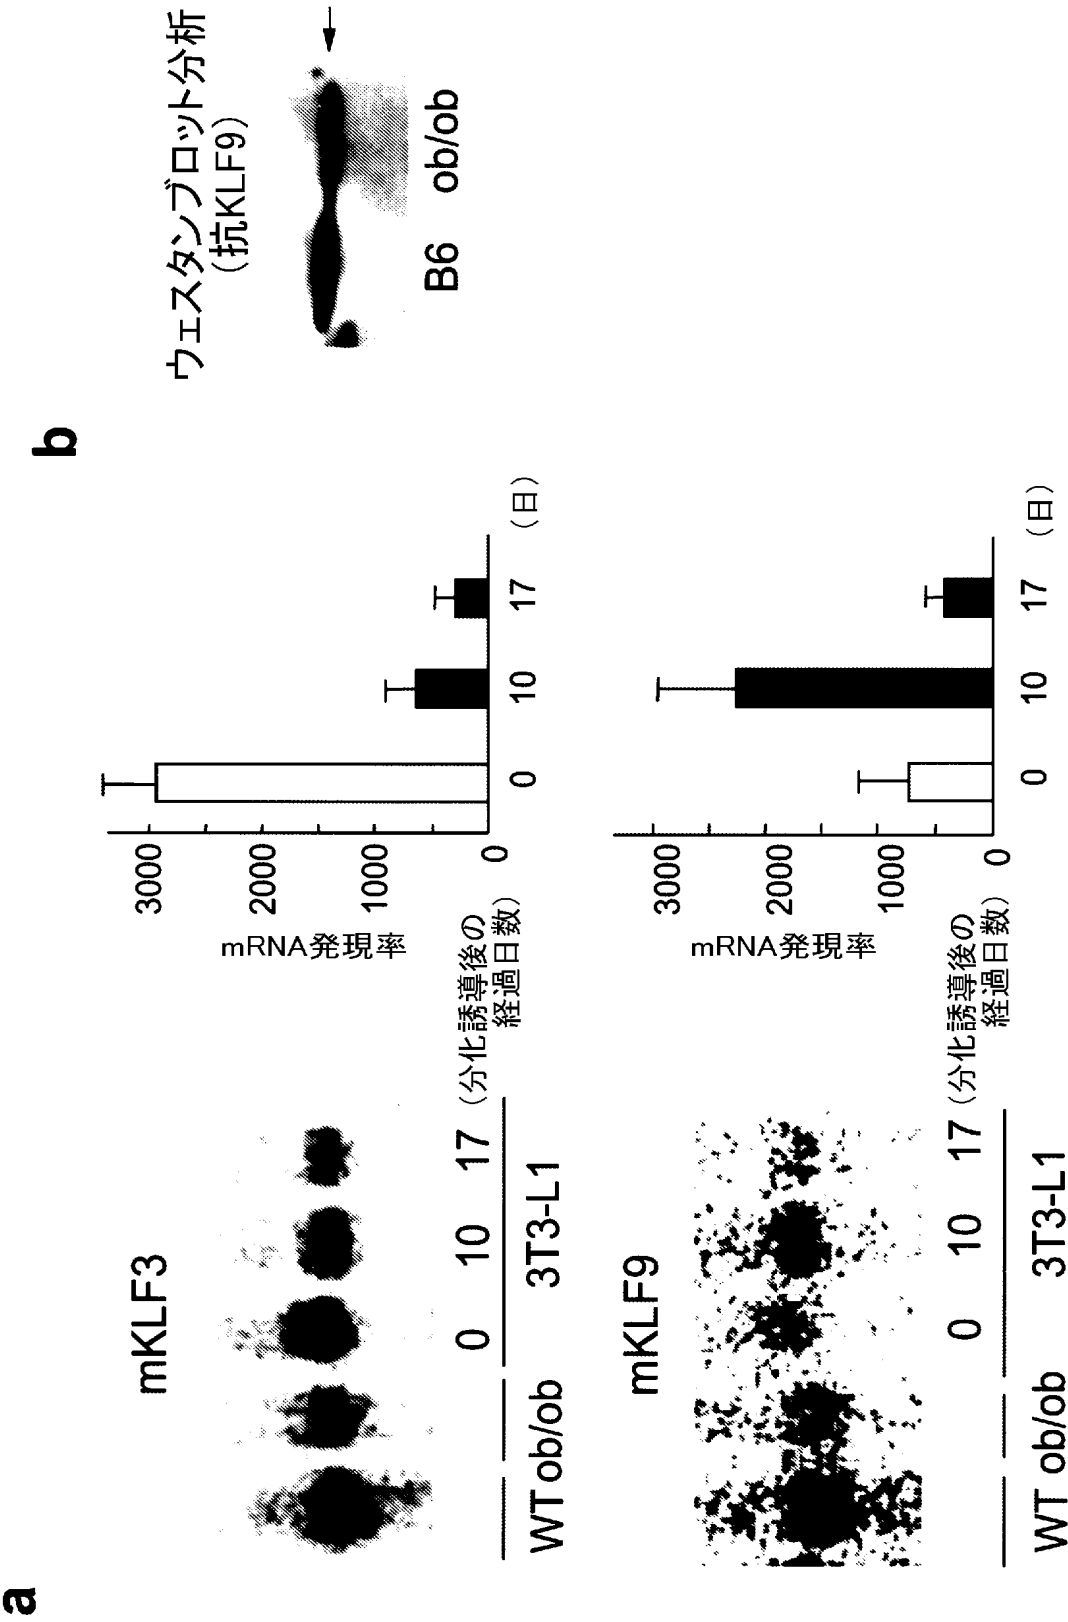 a
mKLF3
WT ob/ob
0 10 17 (分化誘導後の
経過日数)
3T3-L1
mRNA発現率
3000
2000
1000
0
0 10 17 (日)
mKLF9
WT ob/ob
0 10 17 (分化誘導後の
経過日数)
3T3-L1
mRNA発現率
3000
2000
1000
0
0 10 17 (日)
b
ウェスタンブロット分析
(抗KLF9)
B6 ob/ob